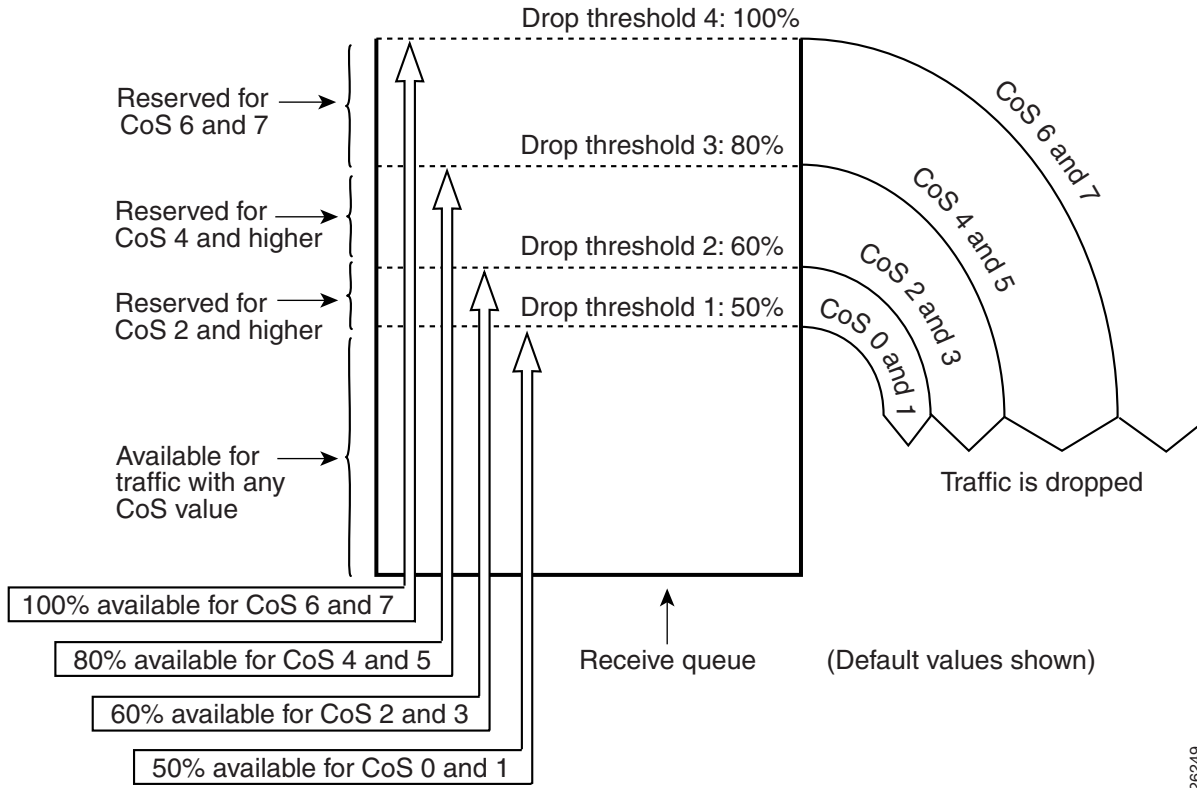 Drop threshold 4: 100%
Reserved for
CoS 6 and 7
CoS 6 and 7
Drop threshold 3: 80%
Reserved for
CoS 4 and higher
CoS 4 and 5
Drop threshold 2: 60%
Reserved for
CoS 2 and higher
CoS 2 and 3
Drop threshold 1: 50%
CoS 0 and 1
Available for
traffic with any
CoS value
Traffic is dropped
100% available for CoS 6 and 7
80% available for CoS 4 and 5
Receive queue
(Default values shown)
60% available for CoS 2 and 3
50% available for CoS 0 and 1
26249